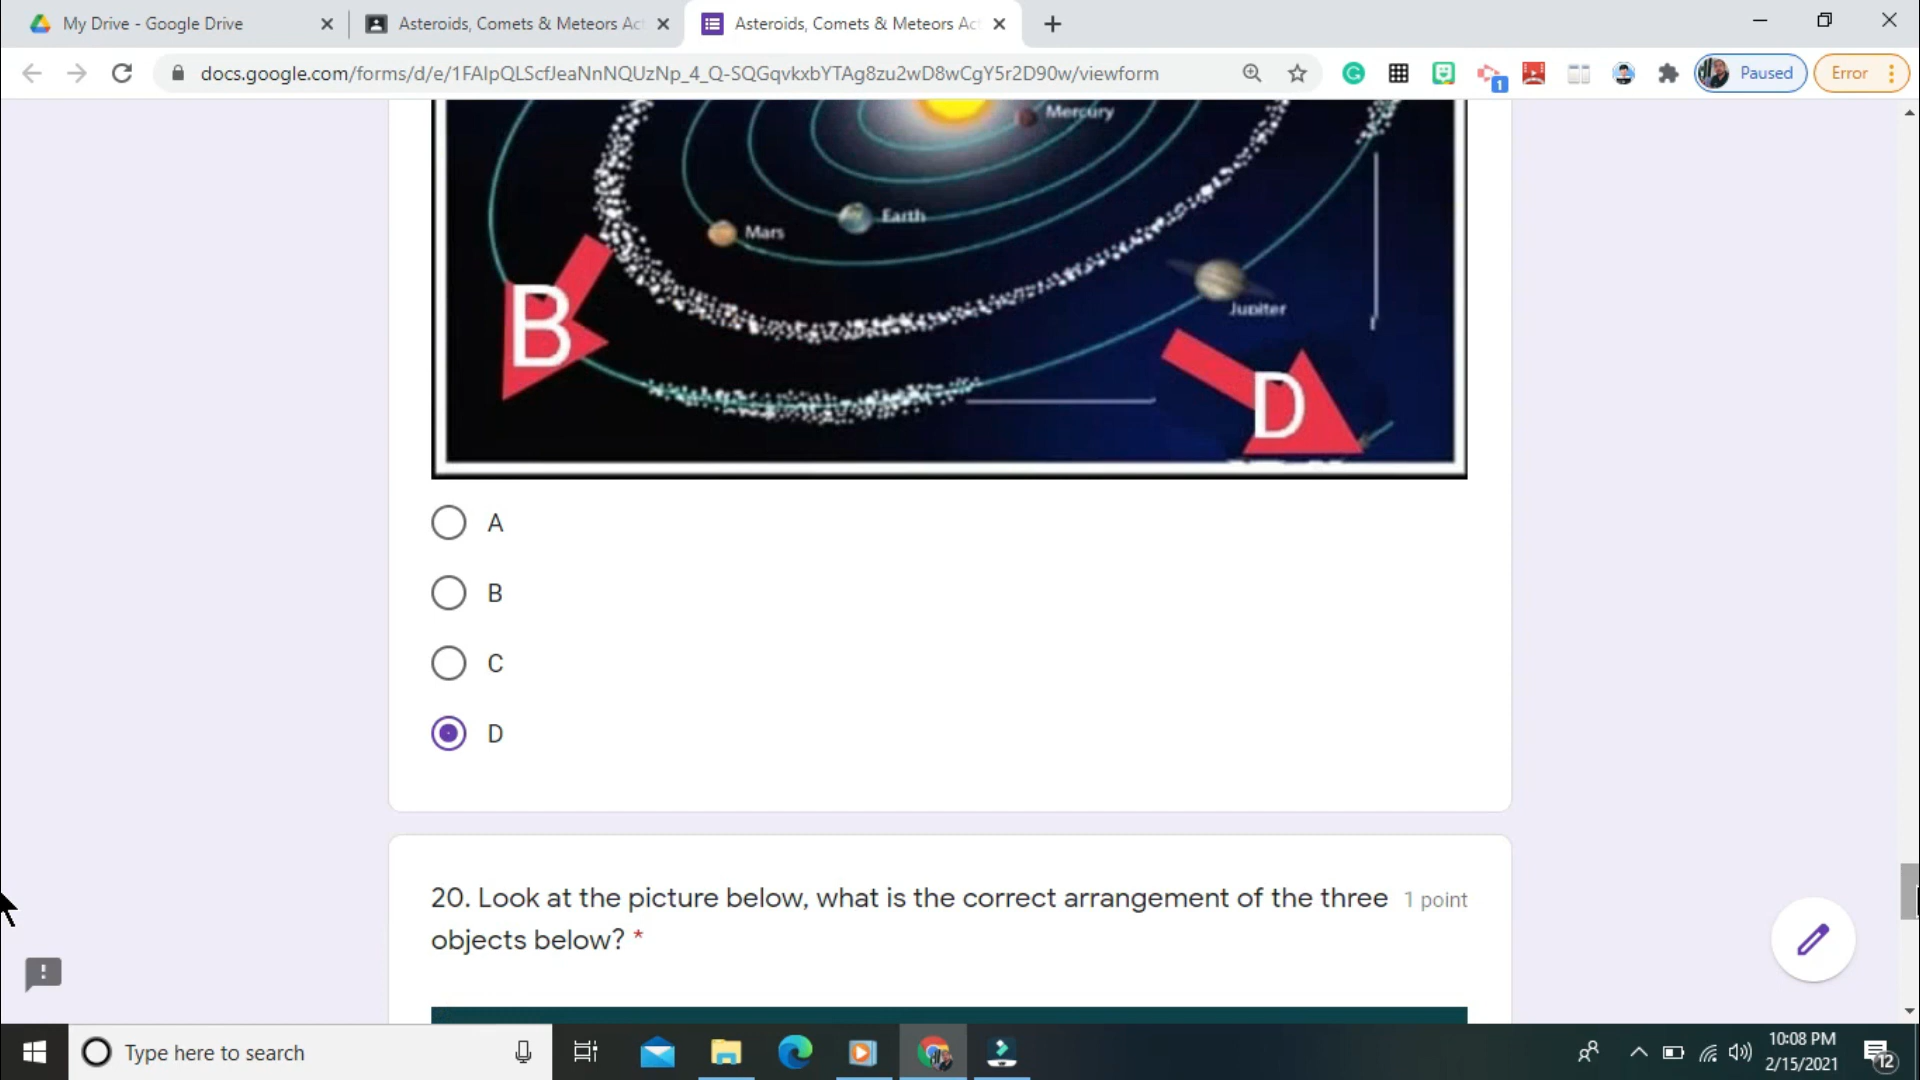 My Drive - Google Drive
Asteroids, Comets & Meteors Ac
Asteroids, Comets & Meteors Ac
docs.google.com/forms/d/e/1FAIpQLScfJeaNnNQUzNp_4_Q-SQGqvkxbYTAg8zu2wD8wCgY5r2D90w/viewform
1
Paused
Error
Mercury
Earth
Mars
Jupiter
B
D
A
B
C
D
20. Look at the picture below, what is the correct arrangement of the three
objects below? *
1 point
Type here to search
10:08 PM
2/15/2021
12